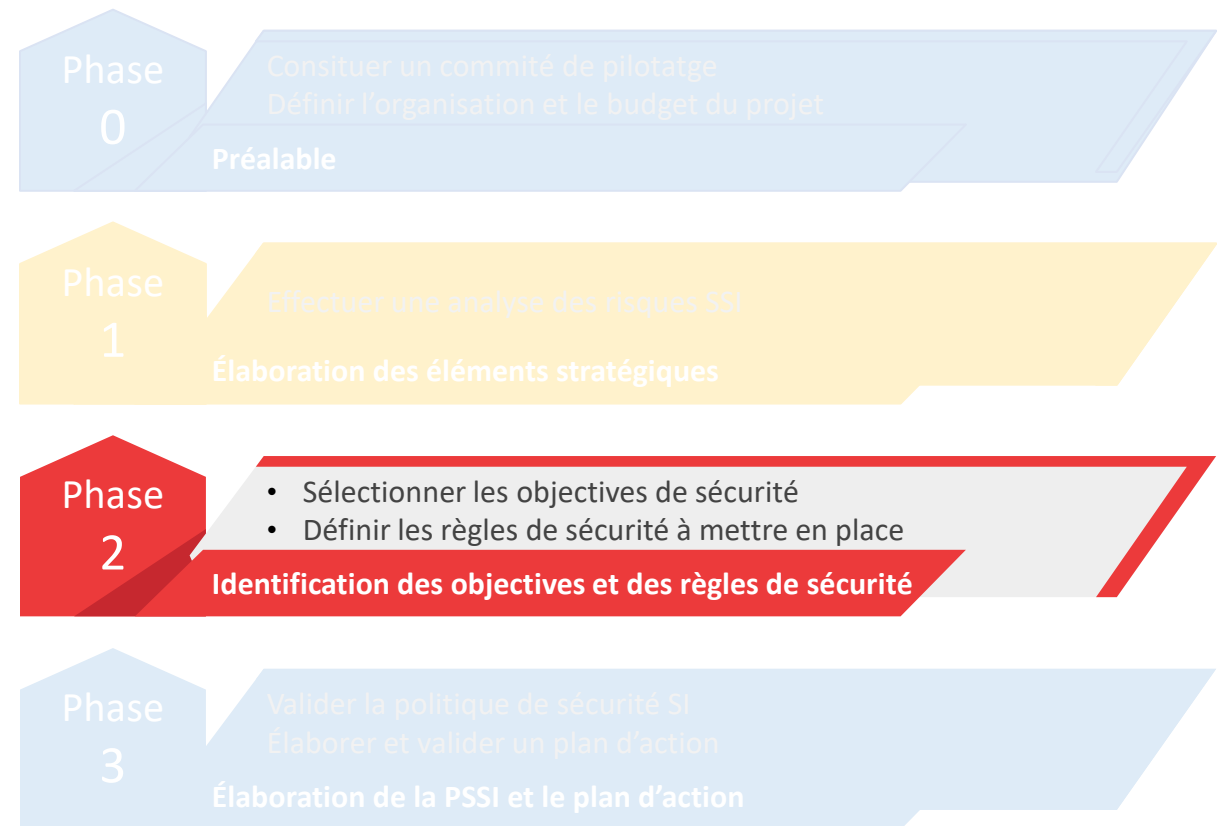 Phase
0
Consituer un commité de pilotatge
Définir l'organisation et le budget du projet
Préalable
Phase
1
Effectuer une analyse des risques SSI
Élaboration des éléments stratégiques
Phase
2
• Sélectionner les objectives de sécurité
• Définir les règles de sécurité à mettre en place
Identification des objectives et des règles de sécurité
Phase
3
Valider la politique de sécurité SI
Élaborer et valider un plan d'action
Élaboration de la PSSI et le plan d'action